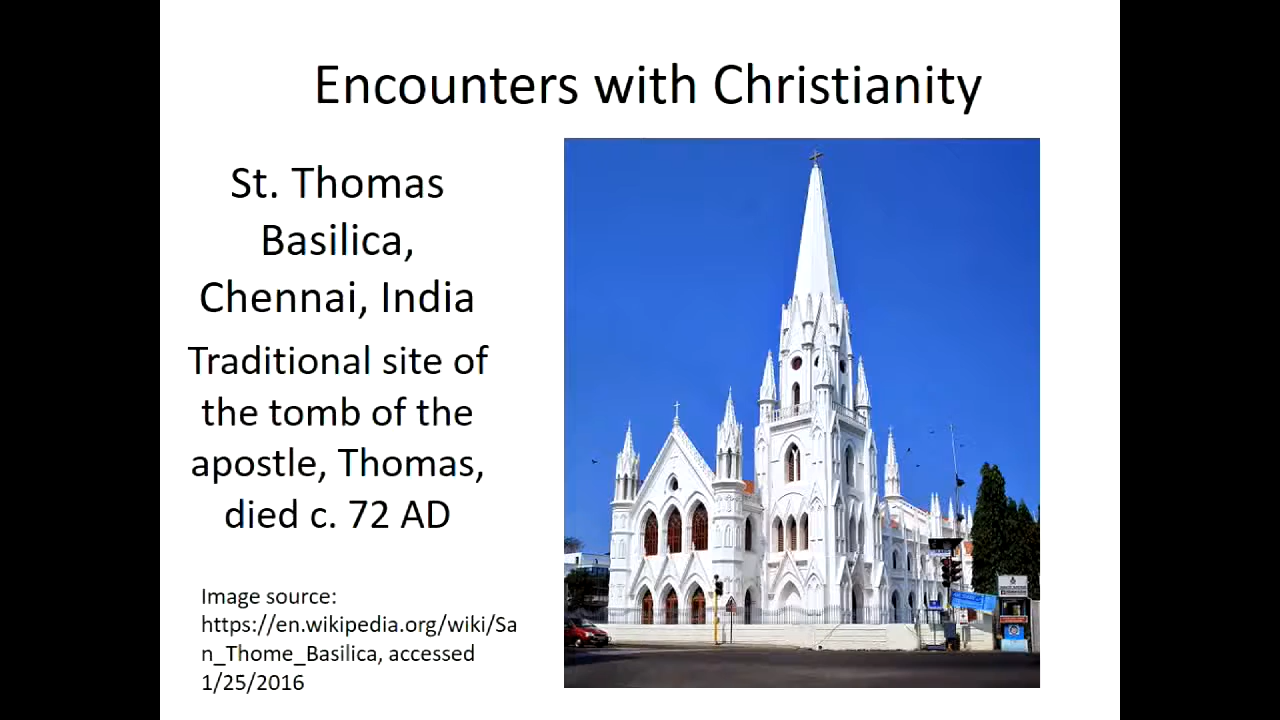 Encounters with Christianity
St. Thomas
Basilica,
Chennai, India
Traditional site of
the tomb of the
apostle, Thomas,
died c. 72 AD
Image source:
https://en.wikipedia.org/wiki/Sa
n_Thome_Basilica, accessed
1/25/2016